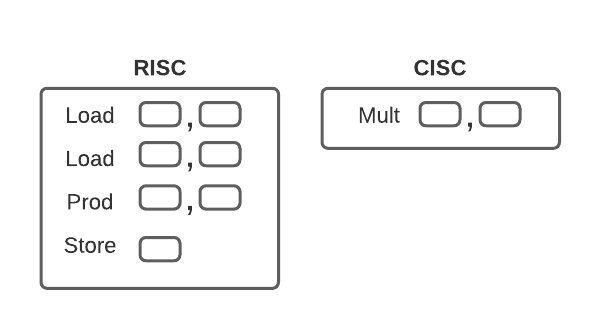 RISC
Load ,
Load ,
Prod ,
Store
CISC
Mult ,